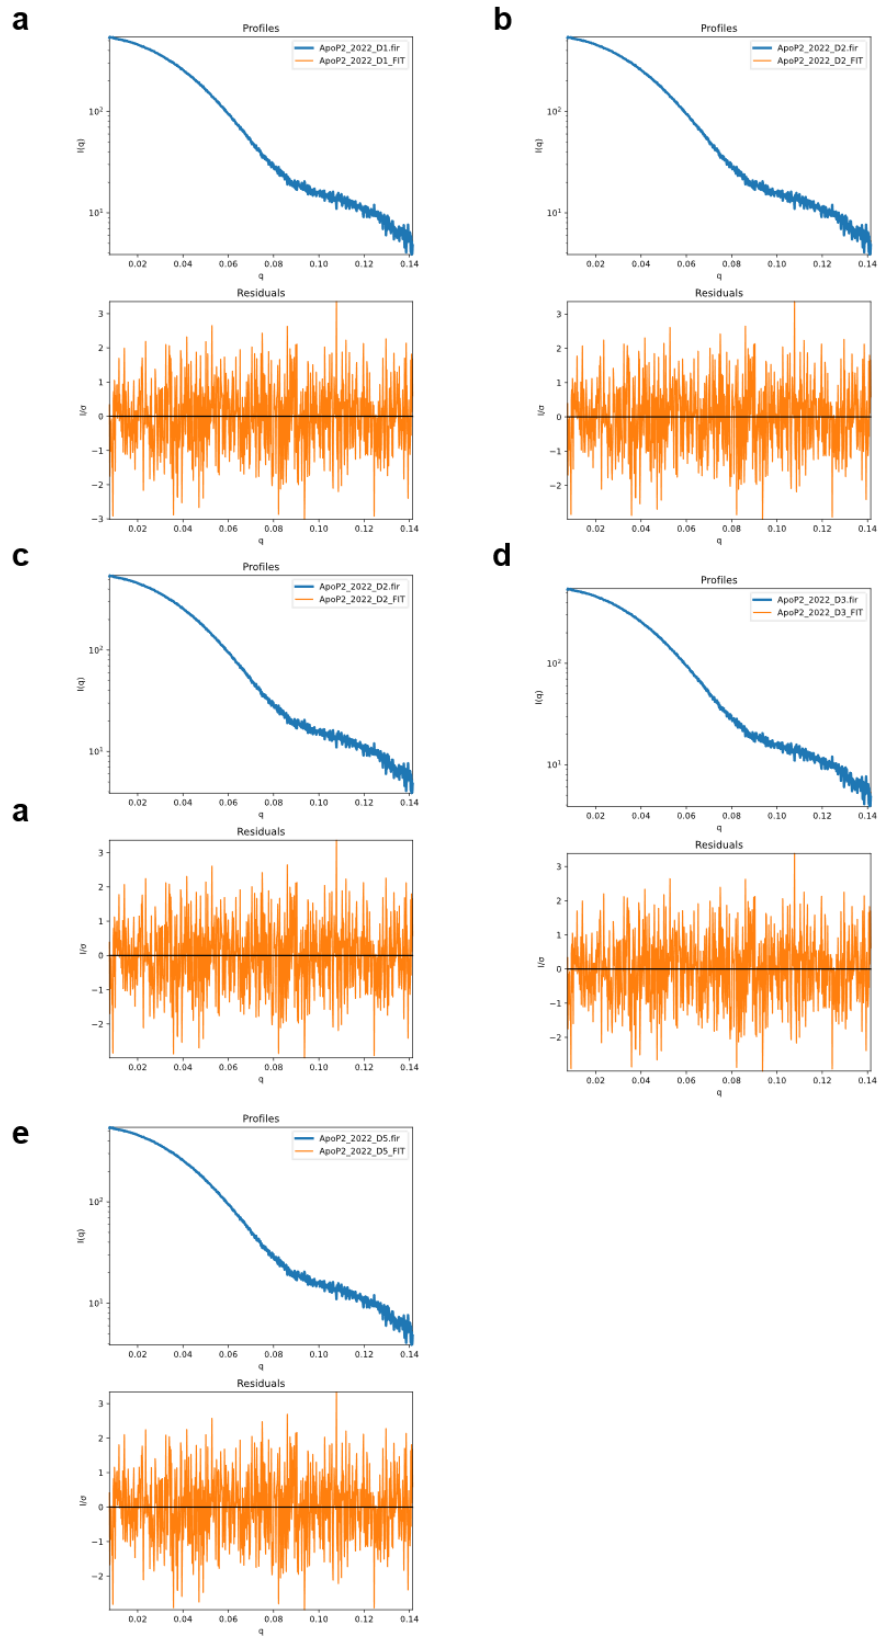 a
Profiles
ApoP2_2022_D1.fir
ApoP2_2022_D1_FIT
10²
10¹
I(q)
0.02 0.04 0.06 0.08 0.10 0.12 0.14
q
Residuals
3
2
1
0
−1
−2
−3
I/σ
0.02 0.04 0.06 0.08 0.10 0.12 0.14
q
b
Profiles
ApoP2_2022_D2.fir
ApoP2_2022_D2_FIT
10²
10¹
I(q)
0.02 0.04 0.06 0.08 0.10 0.12 0.14
q
Residuals
3
2
1
0
−1
−2
I/σ
0.02 0.04 0.06 0.08 0.10 0.12 0.14
q
c
Profiles
ApoP2_2022_D2.fir
ApoP2_2022_D2_FIT
10²
10¹
I(q)
0.02 0.04 0.06 0.08 0.10 0.12 0.14
q
a
Residuals
3
2
1
0
−1
−2
I/σ
0.02 0.04 0.06 0.08 0.10 0.12 0.14
q
d
Profiles
ApoP2_2022_D3.fir
ApoP2_2022_D3_FIT
10²
10¹
I(q)
0.02 0.04 0.06 0.08 0.10 0.12 0.14
q
Residuals
3
2
1
0
−1
−2
I/σ
0.02 0.04 0.06 0.08 0.10 0.12 0.14
q
e
Profiles
ApoP2_2022_D5.fir
ApoP2_2022_D5_FIT
10²
10¹
I(q)
0.02 0.04 0.06 0.08 0.10 0.12 0.14
q
Residuals
3
2
1
0
−1
−2
I/σ
0.02 0.04 0.06 0.08 0.10 0.12 0.14
q